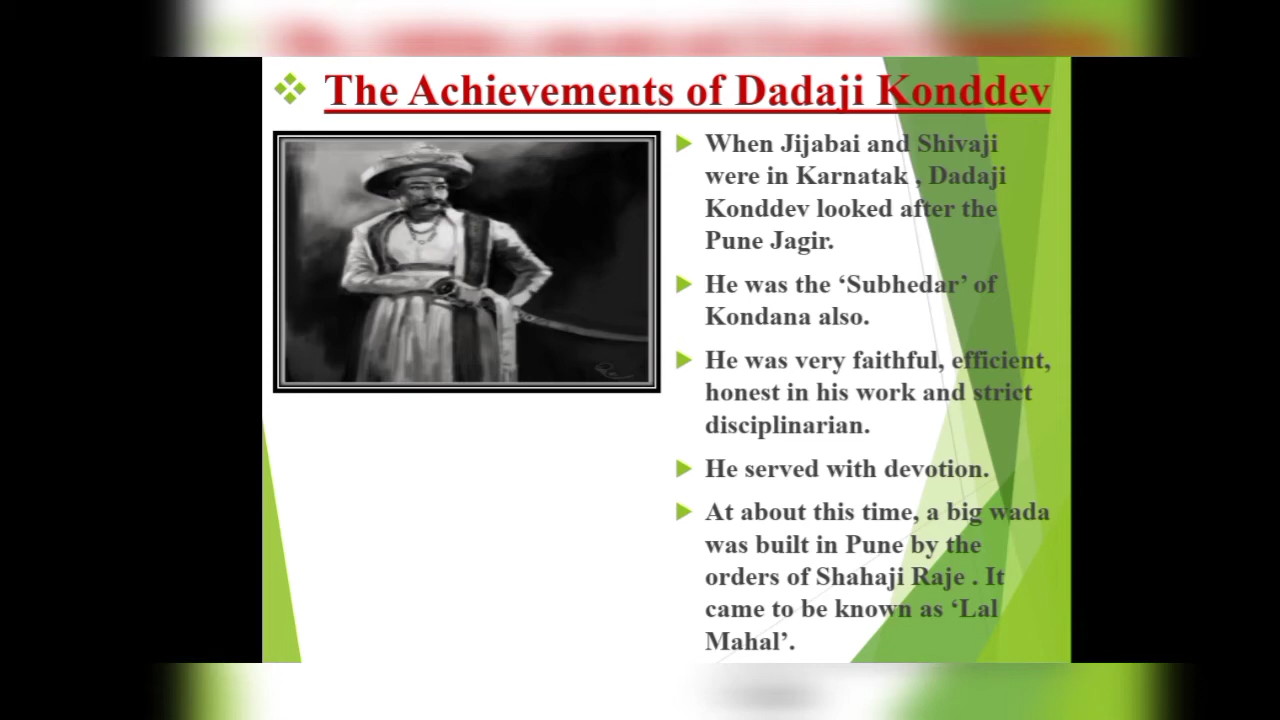 The Achievements of Dadaji Konddev
When Jijabai and Shivaji
were in Karnatak , Dadaji
Konddev looked after the
Pune Jagir.
He was the ‘Subhedar’ of
Kondana also.
He was very faithful, efficient,
honest in his work and strict
disciplinarian.
He served with devotion.
At about this time, a big wada
was built in Pune by the
orders of Shahaji Raje . It
came to be known as ‘Lal
Mahal’.